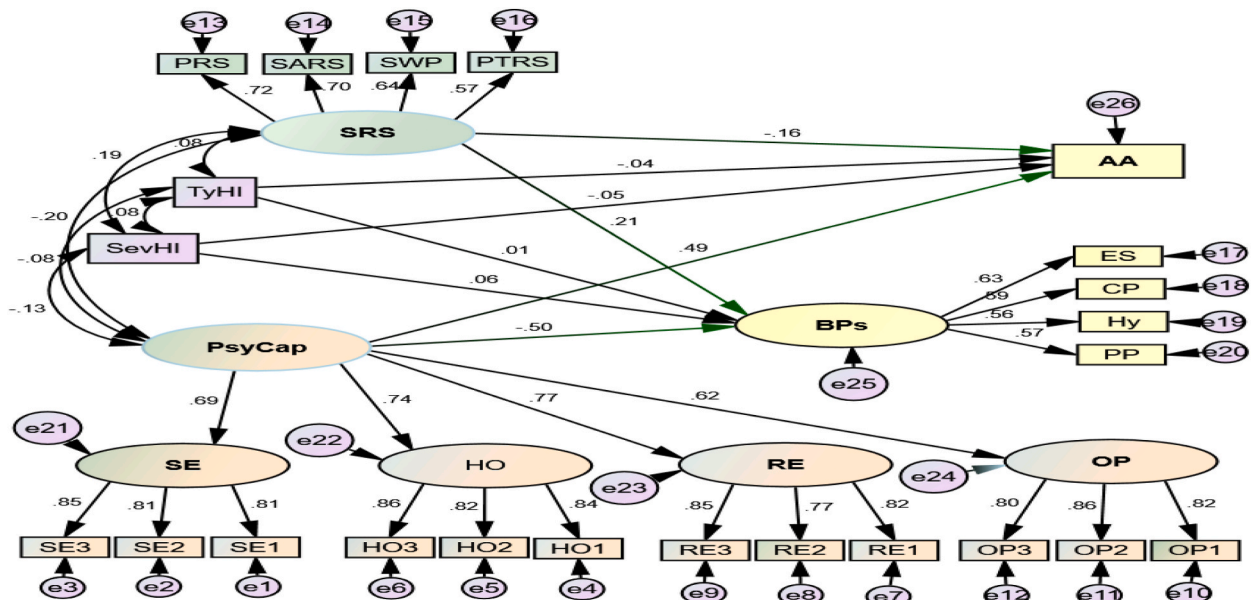 e13 e14 e15 e16
PRS SARS SWP PTRS
.72 .70 .64 .57
SRS
e26
AA
-.16
.08
.19
TyHI
-.04
-.05
-.20
.08
SevHI
.21
.49
-.08
.01
.06
-.13
ES e17
.63
CP e18
.59
Hy e19
.56
PP e20
.57
BPs
e25
PsyCap
-.50
.69 .74 .77 .62
e21 e22 e23 e24
SE HO RE OP
.85 .81 .81 .86 .82 .84 .85 .77 .82 .80 .86 .82
SE3 SE2 SE1 HO3 HO2 HO1 RE3 RE2 RE1 OP3 OP2 OP1
e3 e2 e1 e6 e5 e4 e9 e8 e7 e12 e11 e10